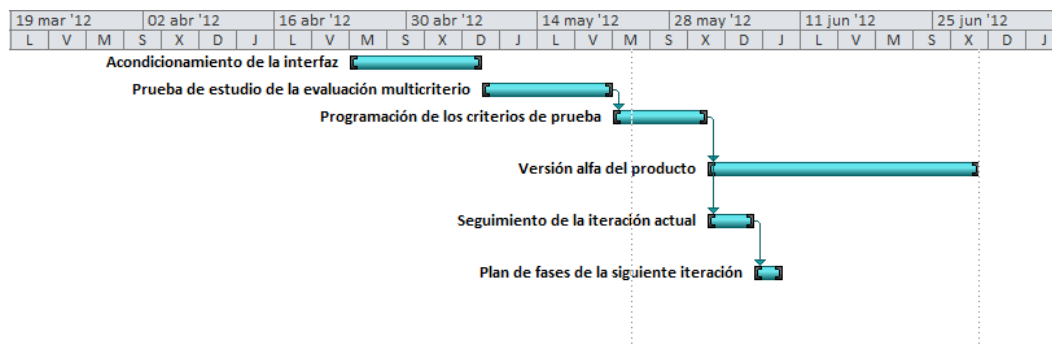 19 mar '12 02 abr '12 16 abr '12 30 abr '12 14 may '12 28 may '12 11 jun '12 25 jun '12
L V M S X D J L V M S X D J L V M S X D J L V M S X D J
Acondicionamiento de la interfaz
Prueba de estudio de la evaluación multicriterio
Programación de los criterios de prueba
Versión alfa del producto
Seguimiento de la iteración actual
Plan de fases de la siguiente iteración